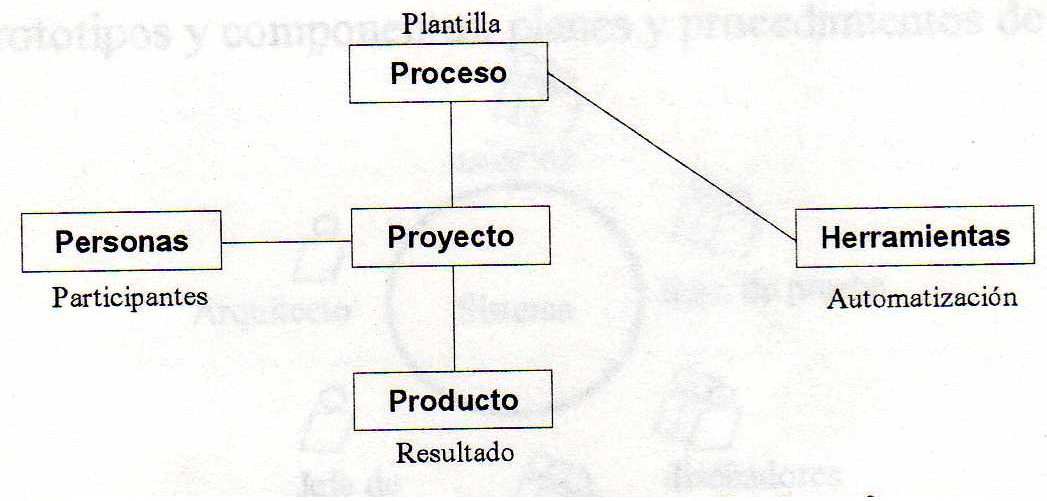 Plantilla
Proceso
Personas
Proyecto
Herramientas
Participantes
Automatización
Producto
Resultado